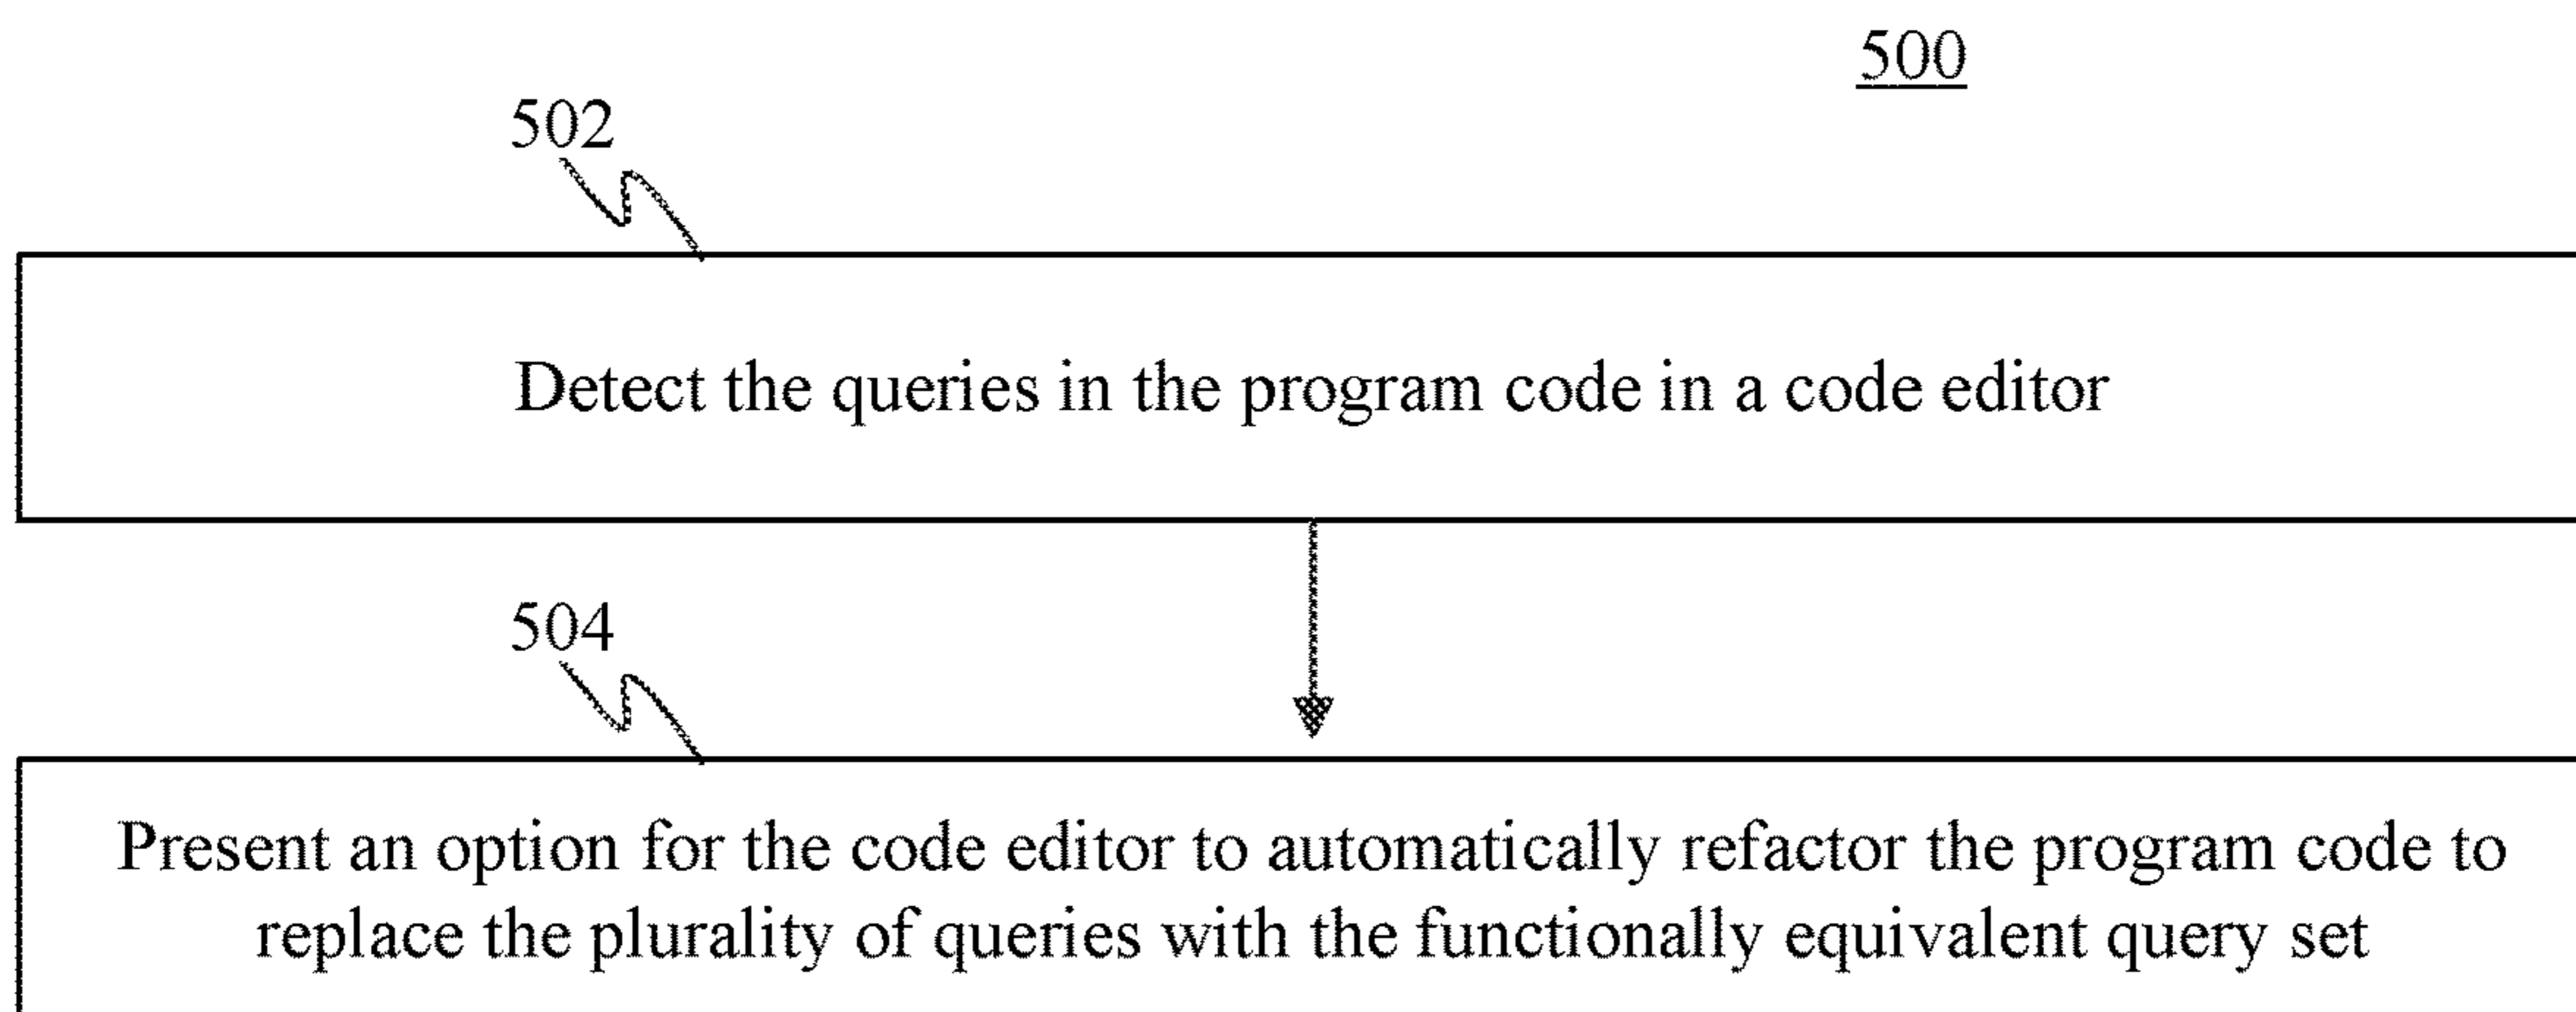 500
502
Detect the queries in the program code in a code editor
504
Present an option for the code editor to automatically refactor the program code to
replace the plurality of queries with the functionally equivalent query set